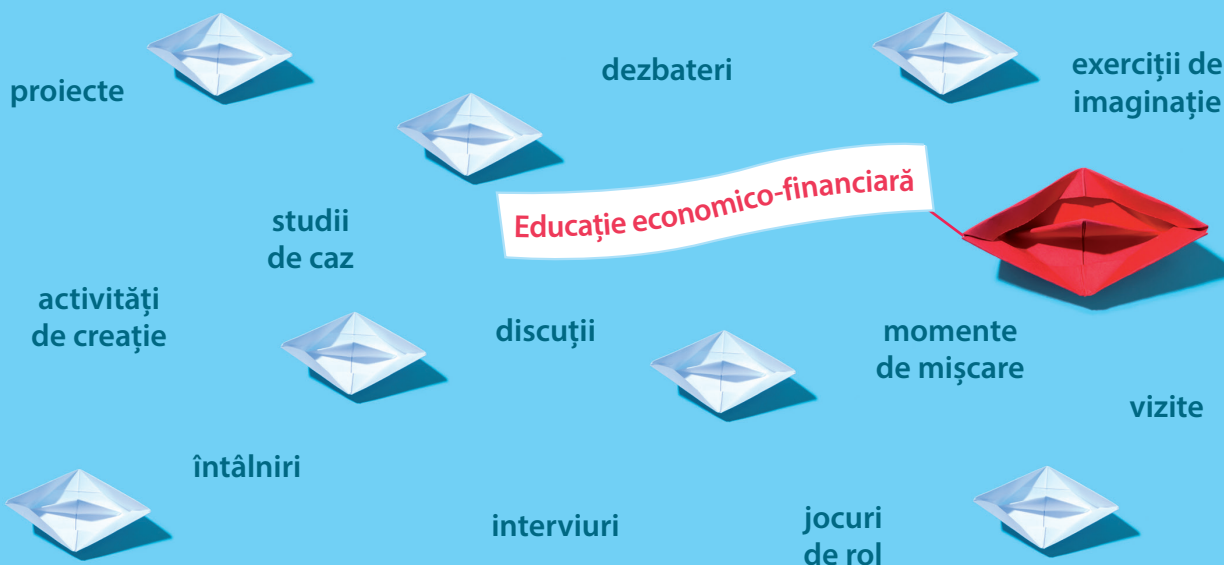 proiecte
dezbateri
exerciții de
imaginație
Educație economico-financiară
studii
de caz
activități
de creație
discuții
momente
de mișcare
vizite
întâlniri
interviuri
jocuri
de rol